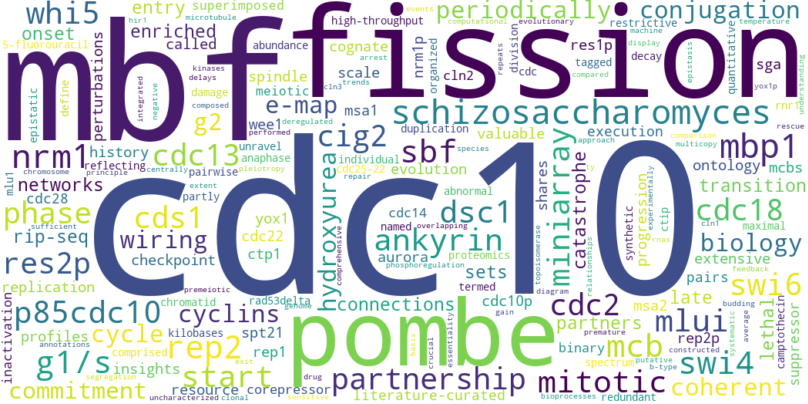 whi5
entry
superimposed
periodically
conjugation
5-fluorouracil
hir1
microtubule
onset
enriched
called
high-throughput
restrictive
display
temperature
machine
computational
evolutionary
events
mbf
fission
perturbations
abundance
cognate
res1p
tagged
decay
repeats
cdc
arrest
division
organized
nrm1p
cln2
quantitative
sga
compared
epistasis
yox1p
understanding
epistatic
define
kinases
delays
damage
meiotic
integrated
negative
composed
spindle
scale
trends
cln3
msa1
e-map
wee1
deregulated
g2
schizosaccharomyces
rnr1
rescue
nrm1
cdc13
history
reflecting
unravel
anaphase
pairwise
cig2
sbf
duplication
species
valuable
execution
approach
multicopy
comparison
mbp1
mlu1
chromosome
principle
centrally
pleiotropy
performed
extent
repair
cdc25-22
individual
evolution
shares
ontology
mcbs
networks
cdc28
partly
cdc10
hydroxyurea
comprehensive
dsc1
abnormal
miniarray
catastrophe
synthetic
progression
experimentally
ctip
cdc18
transition
cln1
maximal
phase
cds1
yox1
cdc22
cdc14
named
overlapping
sufficient
rip-seq
wiring
ctp1
aurora
ankyrin
rnas
biology
res2p
checkpoint
phosphoregulation
proteomics
termed
sets
topoisomerase
relationships
extensive
pairs
feedback
replication
chromatid
rad53delta
genome
connections
cdc10p
diagram
gain
msa2
late
swi6
budding
p85cdc10
cyclins
cdc2
mlui
average
inactivation
profiles
cycle
kilobases
spt21
pombe
basis
crucial
essentiality
partners
premature
rep2p
lethal
camptothecin
systematic
annotations
comprised
exit
rep2
rep1
binary
constructed
mcb
spectrum
putative
b-type
suppressor
g1/s
insights
start
drug
partnership
mitotic
swi4
uncharacterized
segregation
clonal
commitment
resource
corepressor
sensitive
literature-curated
redundant
bioprocesses
coherent